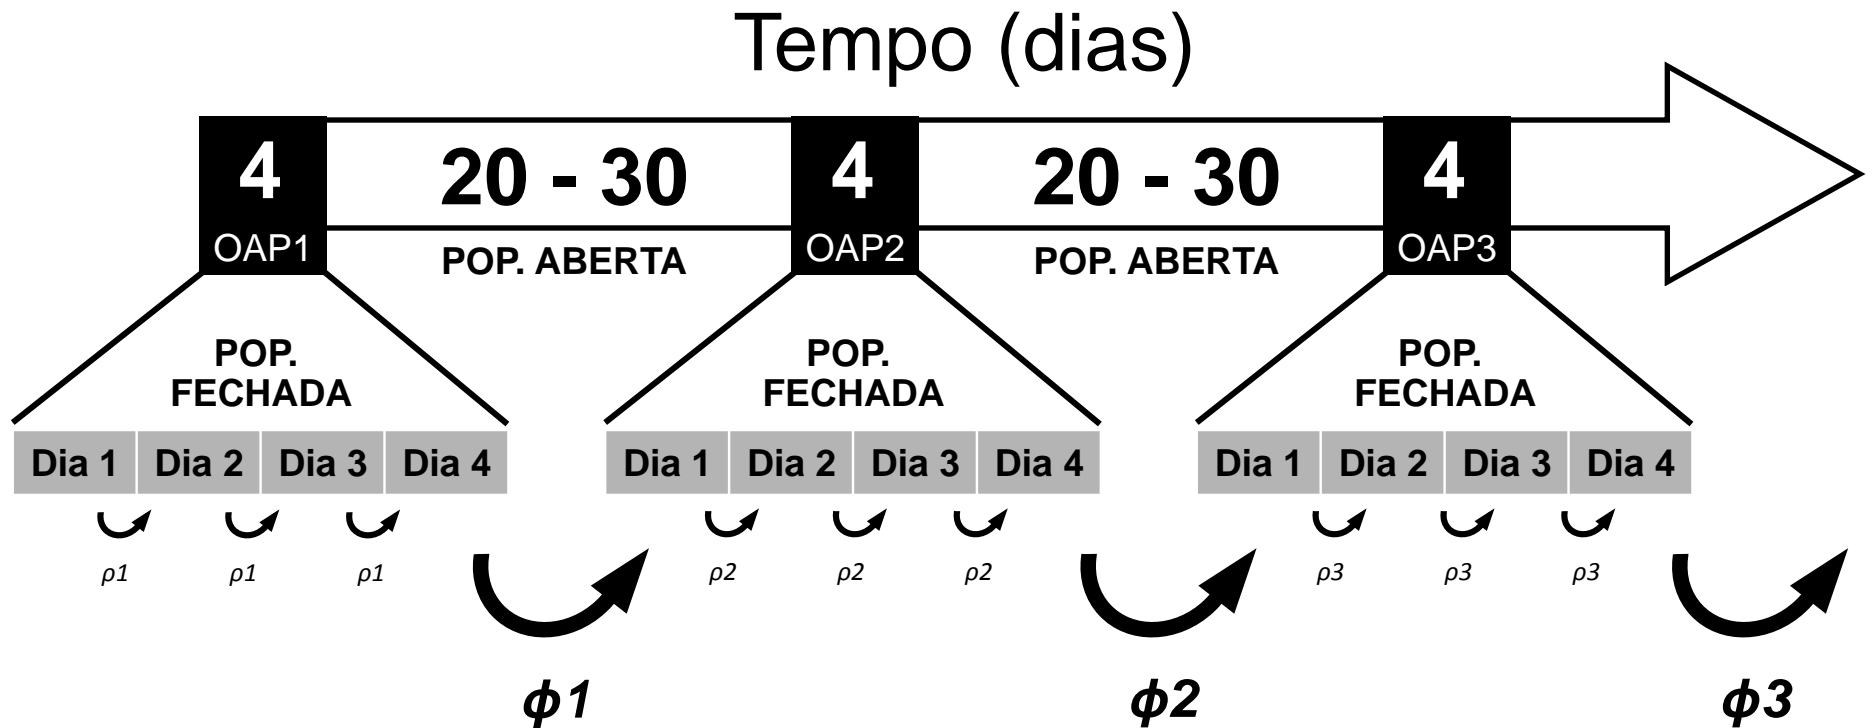 Tempo (dias)
4 20 - 30 4 20 - 30 4
OAP1 POP. ABERTA OAP2 POP. ABERTA OAP3
POP. FECHADA POP. FECHADA POP. FECHADA
Dia 1 Dia 2 Dia 3 Dia 4 Dia 1 Dia 2 Dia 3 Dia 4 Dia 1 Dia 2 Dia 3 Dia 4
ρ1 ρ1 ρ1 ρ2 ρ2 ρ2 ρ3 ρ3 ρ3
ϕ1 ϕ2 ϕ3